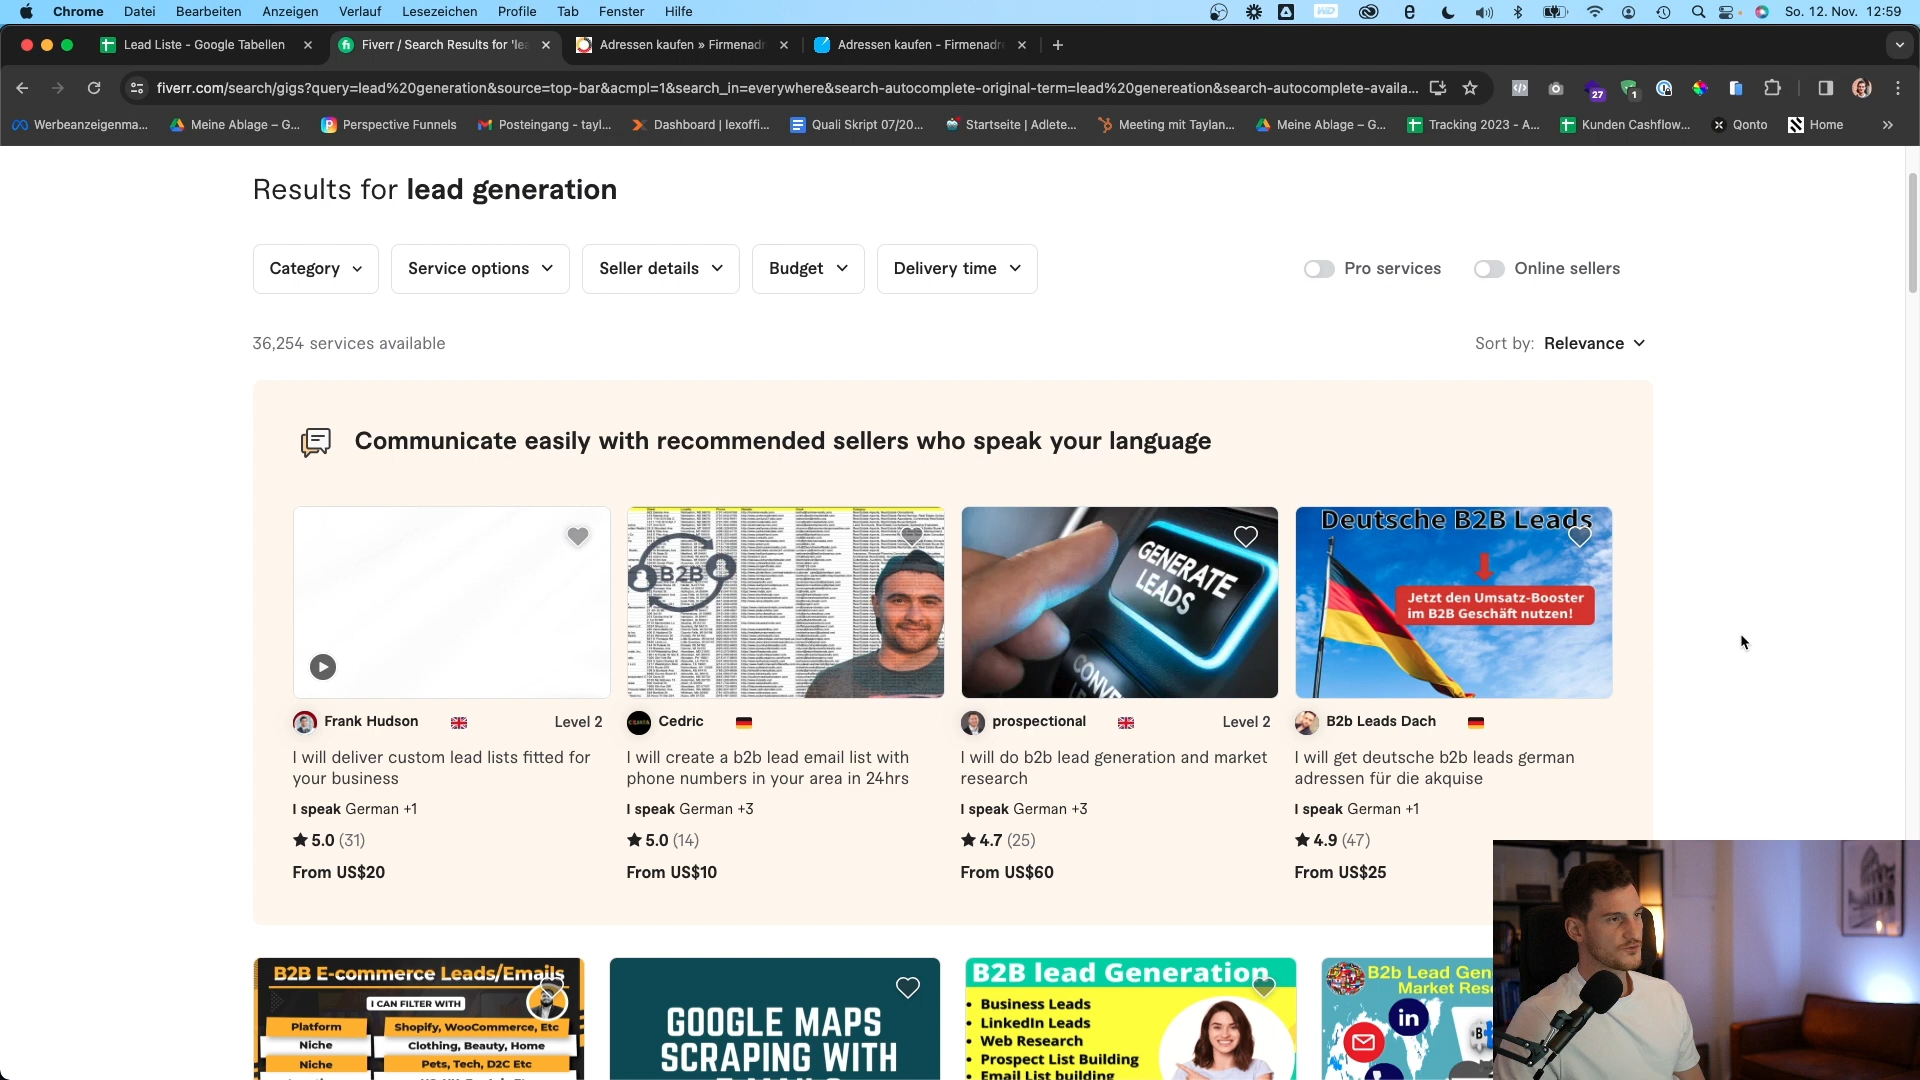 Chrome Datei Bearbeiten Anzeigen Verlauf Lesezeichen Profile Tab Fenster Hilfe So. 12. Nov. 12:59
Lead Liste - Google Tabellen Fiverr / Search Results for 'lea Adressen kaufen » Firmenadr Adressen kaufen - Firmenadr
fiverr.com/search/gigs?query=lead%20generation&source=top-bar&acmpl=1&search_in=everywhere&search-autocomplete-original-term=lead%20genereation&search-autocomplete-availa... 27 1
Werbeanzeigenma... Meine Ablage – G... Perspective Funnels Posteingang - tayl... Dashboard | lexoffi... Quali Skript 07/20... Startseite | Adlete... Meeting mit Taylan... Meine Ablage – G... Tracking 2023 - A... Kunden Cashflow... Qonto Home »
Results for lead generation
Category Service options Seller details Budget Delivery time Pro services Online sellers
36,254 services available Sort by: Relevance
Communicate easily with recommended sellers who speak your language
B2B
GENERATE
LEADS
Deutsche B2B Leads
Jetzt den Umsatz-Booster
im B2B Geschäft nutzen!
Frank Hudson Level 2
I will deliver custom lead lists fitted for
your business
I speak German +1
5.0 (31)
From US$20
Cedric
I will create a b2b lead email list with
phone numbers in your area in 24hrs
I speak German +3
5.0 (14)
From US$10
prospectional Level 2
I will do b2b lead generation and market
research
I speak German +3
4.7 (25)
From US$60
B2b Leads Dach
I will get deutsche b2b leads german
adressen für die akquise
I speak German +1
4.9 (47)
From US$25
B2B E-commerce Leads/Emails
I CAN FILTER WITH
Platform Shopify, WooCommerce, Etc
Niche Clothing, Beauty, Home
Niche Pets, Tech, D2C Etc
GOOGLE MAPS
SCRAPING WITH
B2B lead Generation
• Business Leads
• LinkedIn Leads
• Web Research
• Prospect List Building
• Email List building
B2b Lead Gen
Market Rese
in